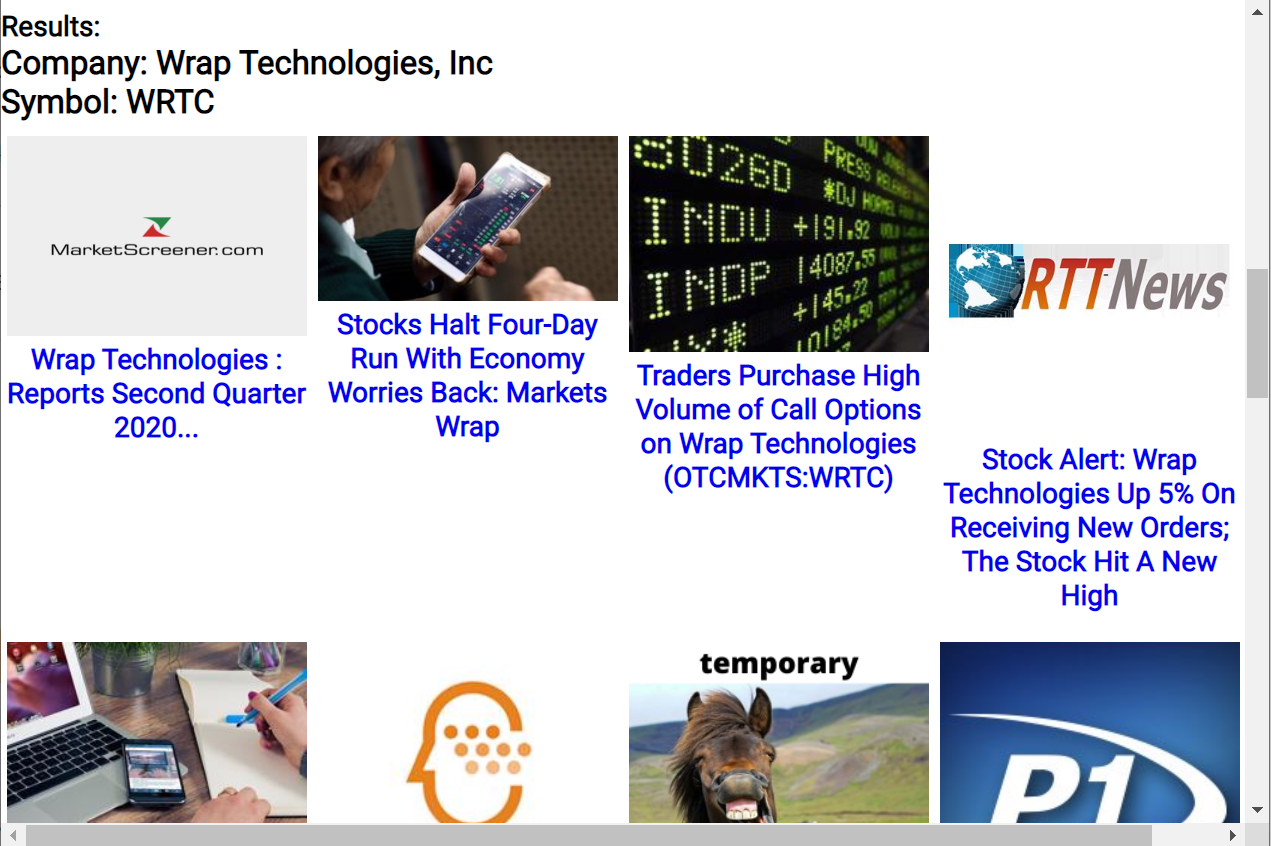 Results:
Company: Wrap Technologies, Inc
Symbol: WRTC
MarketScreener.com
Wrap Technologies :
Reports Second Quarter
2020...
Stocks Halt Four-Day
Run With Economy
Worries Back: Markets
Wrap
8026D
PRESS
*DJ HORMEL
INDU +191.92
INDP 14087.55
+145.22
10184.50
Traders Purchase High
Volume of Call Options
on Wrap Technologies
(OTCMKTS:WRTC)
RTTNews
Stock Alert: Wrap
Technologies Up 5% On
Receiving New Orders;
The Stock Hit A New
High
temporary
P1